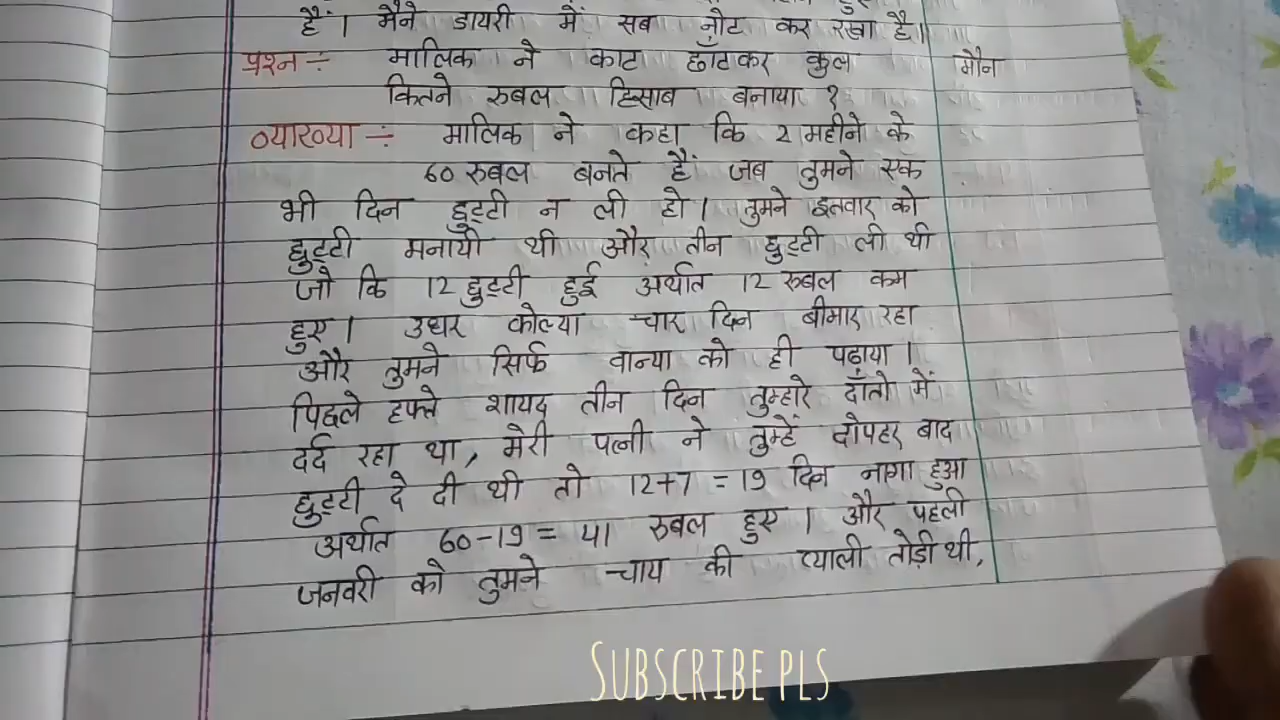 हैं। मैंने डायरी में सब नोट कर रखा है।
प्रश्न ÷ मालिक ने काट छाँटकर कुल मौन
कितने रुबल हिसाब बनाया ?
व्याख्या ÷ मालिक ने कहा कि 2 महीने के
60 रुबल बनते हैं जब तुमने एक
भी दिन छुट्टी न ली हो। तुमने इतवार को
छुट्टी मनायी थी और तीन छुट्टी ली थी
जो कि 12 छुट्टी हुई अर्थात 12 रुबल कम
हुए। उधर कोल्या चार दिन बीमार रहा
और तुमने सिर्फ वान्या को ही पढ़ाया।
पिछले हफ्ते शायद तीन दिन तुम्हारे दाँतो में
दर्द रहा था, मेरी पत्नी ने तुम्हें दोपहर बाद
छुट्टी दे दी थी तो 12+7 = 19 दिन नागा हुआ
अर्थात 60-19 = 41 रुबल हुए। और पहली
जनवरी को तुमने चाय की प्याली तोड़ी थी,
SUBSCRIBE PLS